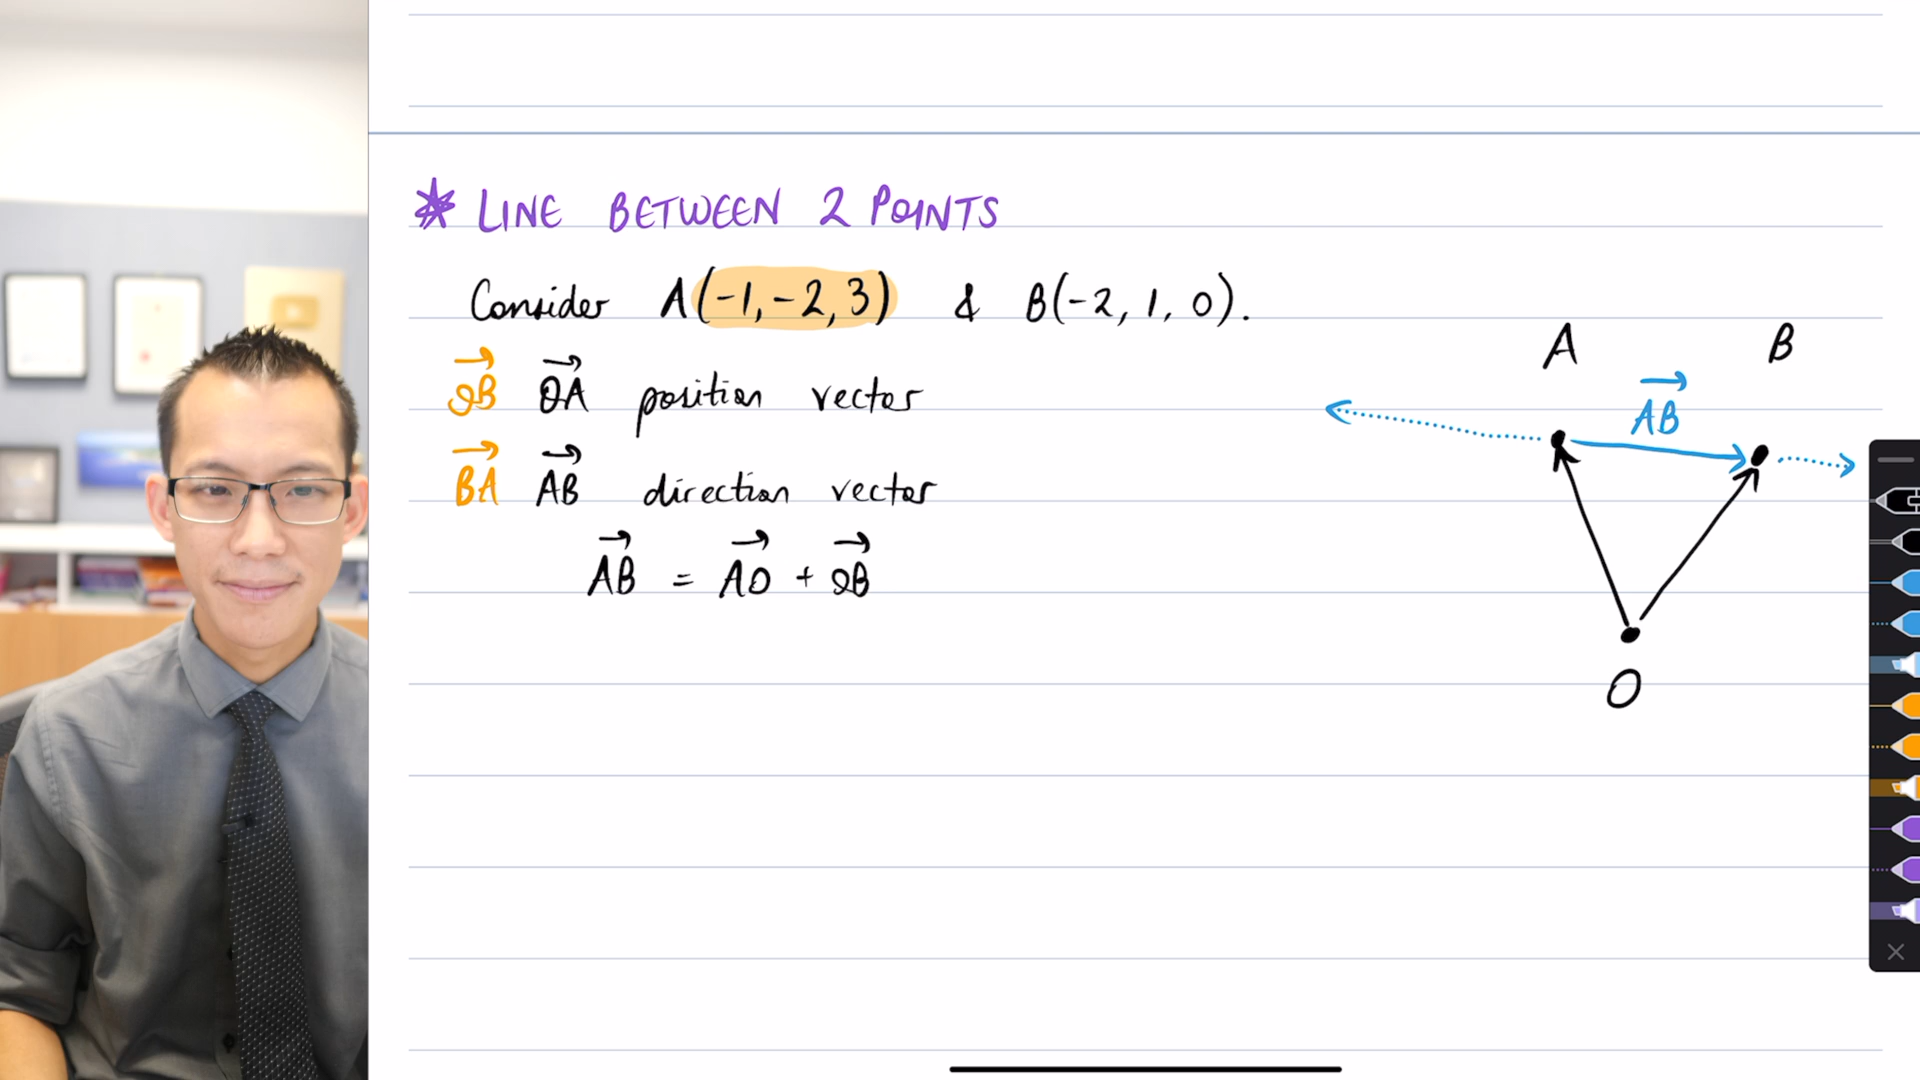 * LINE BETWEEN 2 POINTS
Consider A(-1, -2, 3) & B(-2, 1, 0).
A B
OB→ OA→ position vector
AB→
BA→ AB→ direction vector
AB→ = AO→ + OB→
O